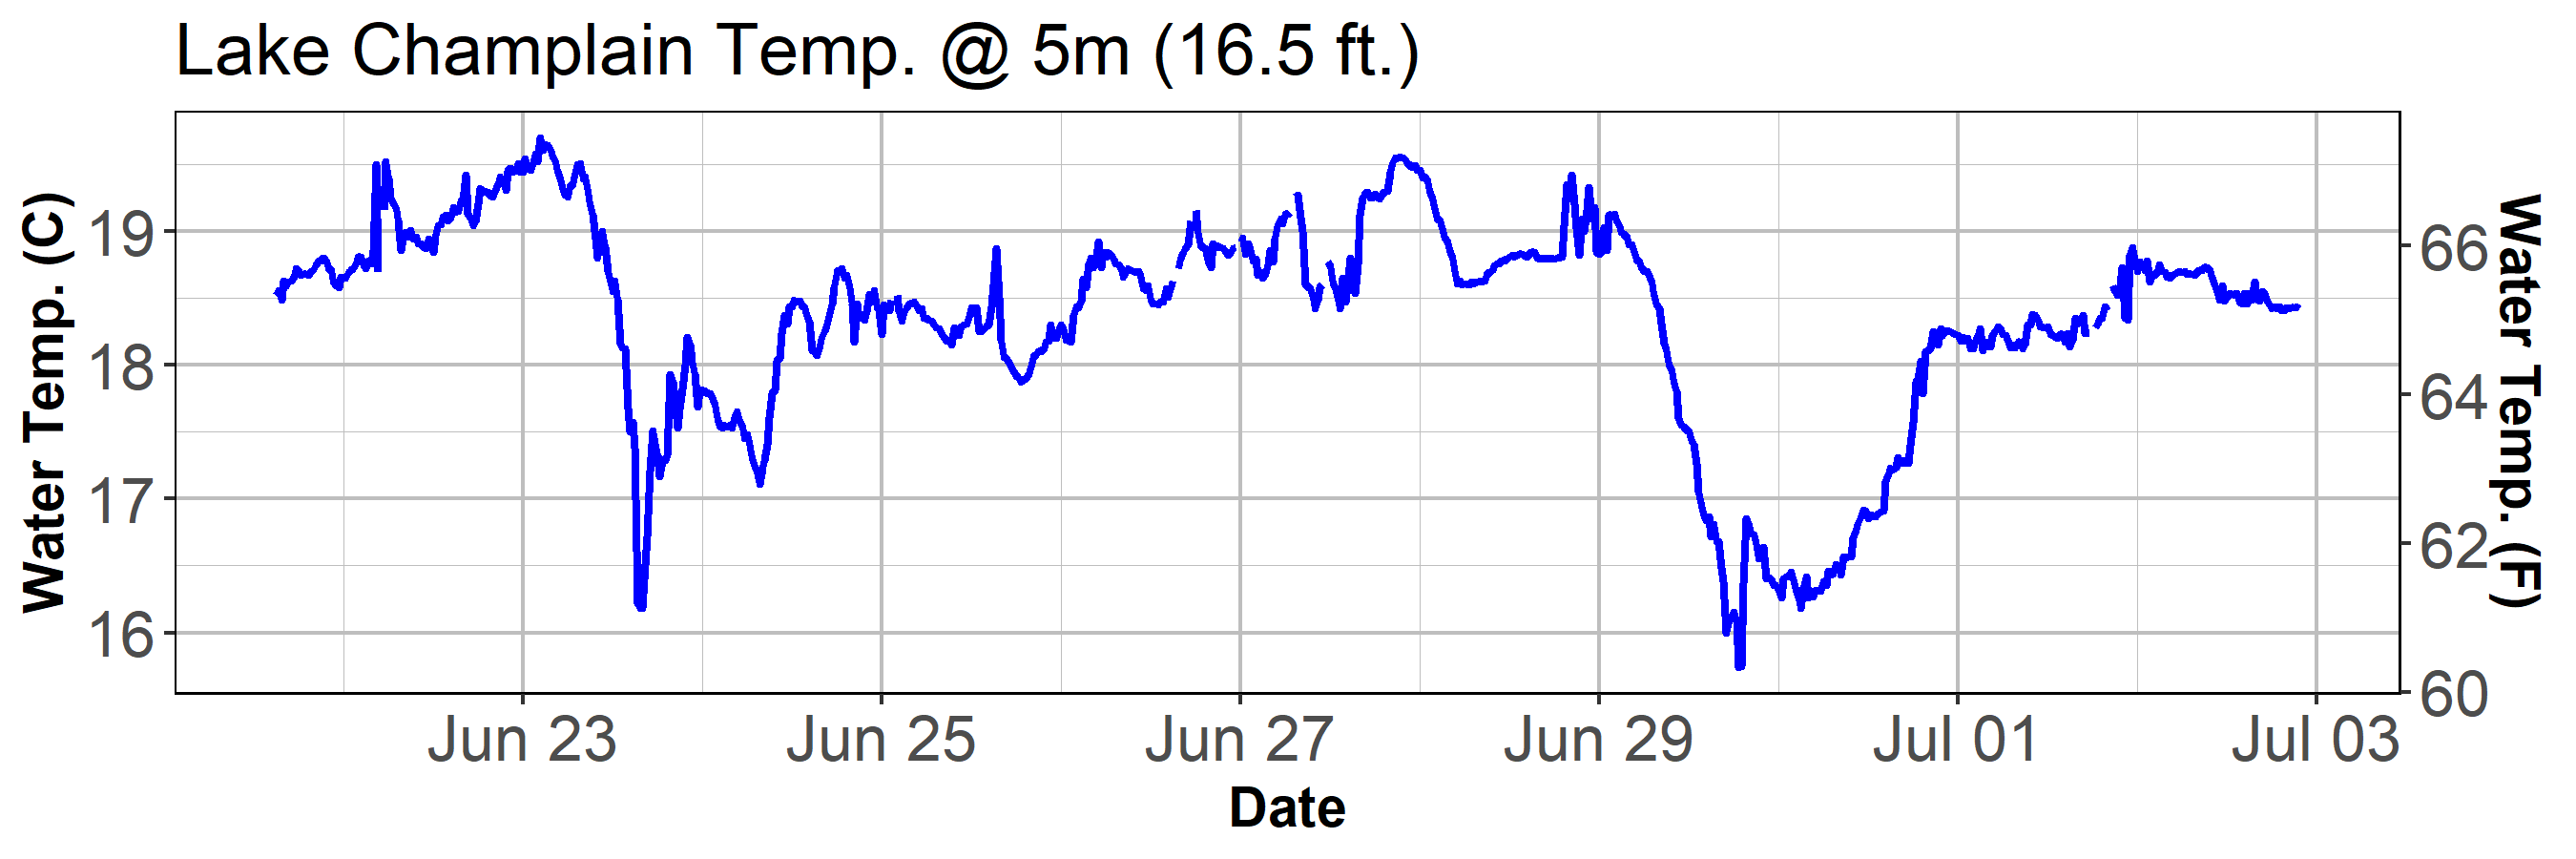 Lake Champlain Temp. @ 5m (16.5 ft.)
Water Temp. (C)
19
18
17
16
66
64
62
60
Water Temp. (F)
Jun 23 Jun 25 Jun 27 Jun 29 Jul 01 Jul 03
Date